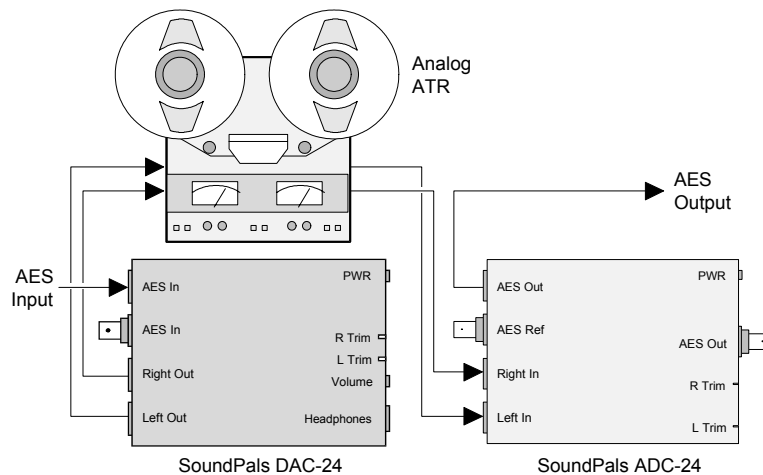 Analog
ATR
AES
Output
AES
Input
AES In
AES In
Right Out
Left Out
PWR
R Trim
L Trim
Volume
Headphones
SoundPals DAC-24
AES Out
AES Ref
Right In
Left In
PWR
AES Out
R Trim
L Trim
SoundPals ADC-24